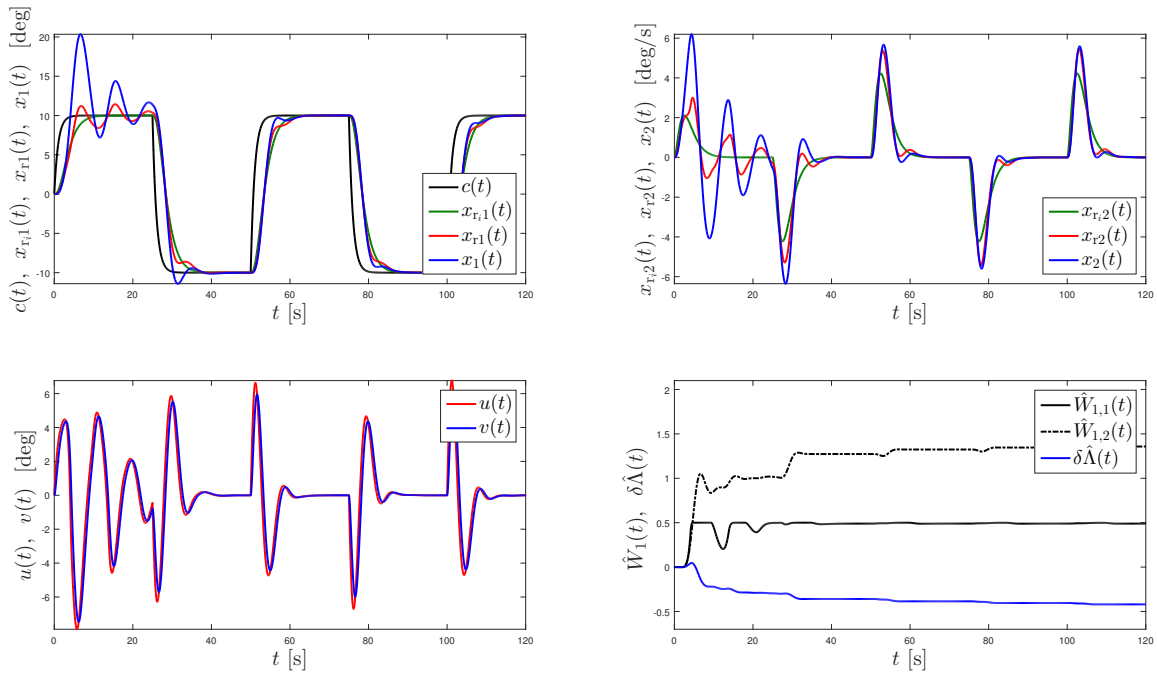 c(t), x_{r_i1}(t), x_{r1}(t), x_1(t) [deg]
20
15
10
5
0
-5
-10
0 20 40 60 80 100 120
t [s]
c(t)
x_{r_i1}(t)
x_{r1}(t)
x_1(t)
x_{r_i2}(t), x_{r2}(t), x_2(t) [deg/s]
6
4
2
0
-2
-4
-6
0 20 40 60 80 100 120
t [s]
x_{r_i2}(t)
x_{r2}(t)
x_2(t)
u(t), v(t) [deg]
6
4
2
0
-2
-4
-6
0 20 40 60 80 100 120
t [s]
u(t)
v(t)
Ŵ_1(t), δΛ̂(t)
2
1.5
1
0.5
0
-0.5
0 20 40 60 80 100 120
t [s]
Ŵ_{1,1}(t)
Ŵ_{1,2}(t)
δΛ̂(t)